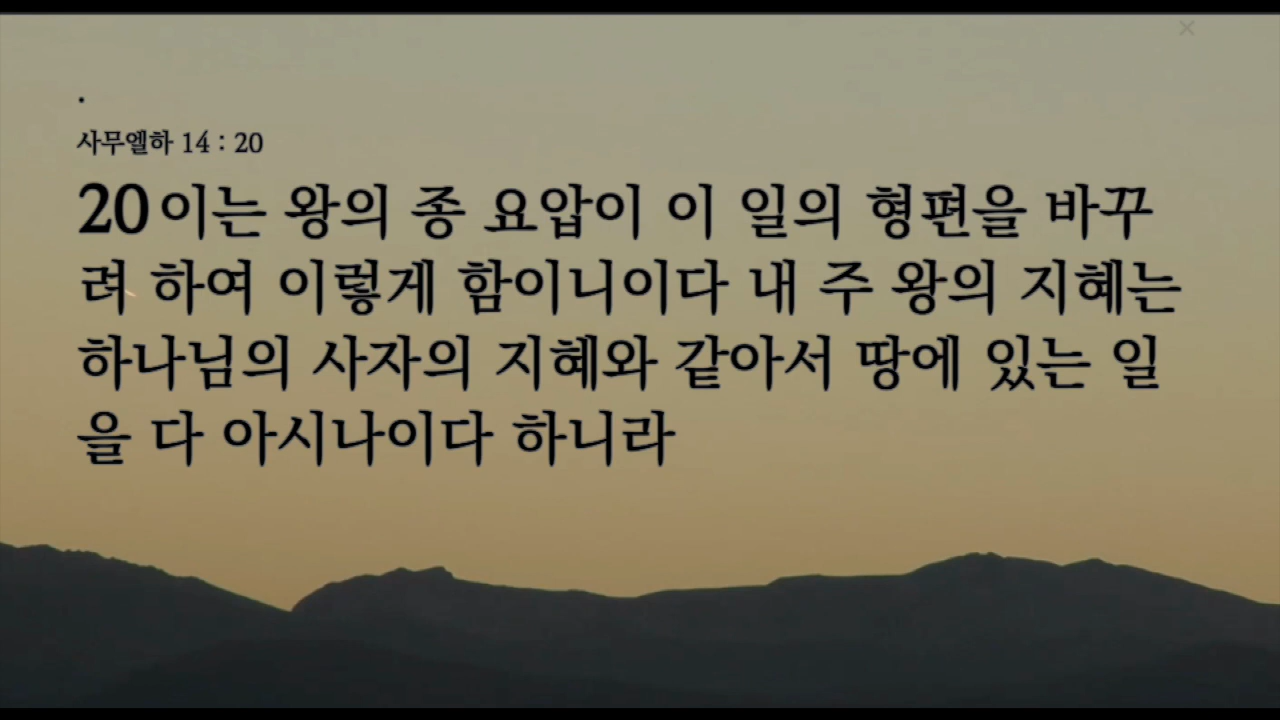 사무엘하 14 : 20
20 이는 왕의 종 요압이 이 일의 형편을 바꾸
려 하여 이렇게 함이니이다 내 주 왕의 지혜는
하나님의 사자의 지혜와 같아서 땅에 있는 일
을 다 아시나이다 하니라